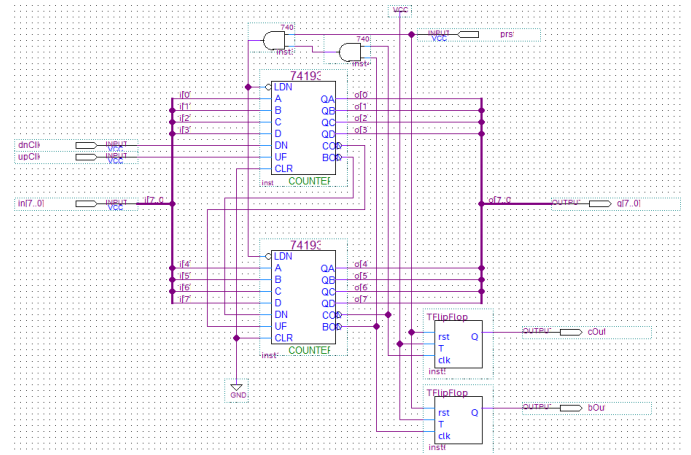 VCC
740
740
INPUT
VCC
prs
inst
inst
74193
LDN
i[0]
A
QA
o[0]
i[1]
B
QB
o[1]
i[2]
C
QC
o[2]
i[3]
D
QD
o[3]
dnClk
INPUT
VCC
DN
CO
upClk
INPUT
VCC
UP
BO
CLR
inst
COUNTER
in[7..0]
INPUT
VCC
i[7..0]
o[7..0]
OUTPUT
q[7..0]
74193
LDN
i[4]
A
QA
o[4]
i[5]
B
QB
o[5]
i[6]
C
QC
o[6]
i[7]
D
QD
o[7]
DN
CO
UP
BO
CLR
inst
COUNTER
GND
TFlipFlop
rst
Q
T
clk
inst
OUTPUT
cOut
TFlipFlop
rst
Q
T
clk
inst
OUTPUT
bOut